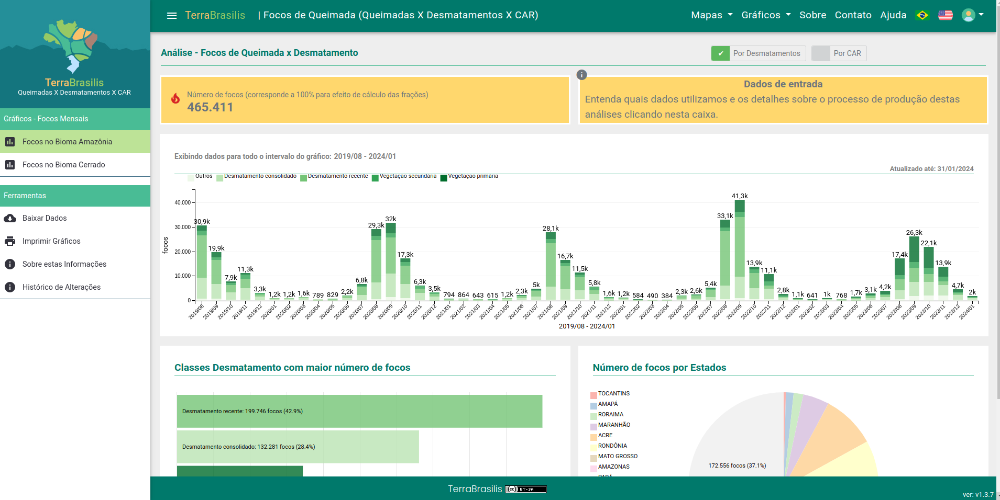 TerraBrasilis
Queimadas X Desmatamentos X CAR
Gráficos - Focos Mensais
Focos no Bioma Amazônia
Focos no Bioma Cerrado
Ferramentas
Baixar Dados
Imprimir Gráficos
Sobre estas Informações
Histórico de Alterações
TerraBrasilis | Focos de Queimada (Queimadas X Desmatamentos X CAR)
Mapas Gráficos Sobre Contato Ajuda
Análise - Focos de Queimada x Desmatamento
Por Desmatamentos Por CAR
Número de focos (corresponde a 100% para efeito de cálculo das frações)
465.411
Dados de entrada
Entenda quais dados utilizamos e os detalhes sobre o processo de produção destas
análises clicando nesta caixa.
Exibindo dados para todo o intervalo do gráfico: 2019/08 - 2024/01
Atualizado até: 31/01/2024
Outros Desmatamento consolidado Desmatamento recente Vegetação secundária Vegetação primária
focos
40.000
30.000
20.000
10.000
0
30,9k 19,9k 7,9k 11,3k 3,3k 1,2k 1,2k 1,6k 789 829 2,2k 6,8k 29,3k 32k 17,3k 6,3k 3,5k 794 864 643 615 1,2k 2,3k 5k 28,1k 16,7k 11,5k 5,8k 1,6k 1,2k 584 490 384 2,3k 2,6k 5,4k 33,1k 41,3k 13,9k 11,1k 2,8k 1,1k 641 1k 768 1,7k 3,1k 4,2k 17,4k 26,3k 22,1k 13,9k 4,7k 2k
2019/08 2019/09 2019/10 2019/11 2019/12 2020/01 2020/02 2020/03 2020/04 2020/05 2020/06 2020/07 2020/08 2020/09 2020/10 2020/11 2020/12 2021/01 2021/02 2021/03 2021/04 2021/05 2021/06 2021/07 2021/08 2021/09 2021/10 2021/11 2021/12 2022/01 2022/02 2022/03 2022/04 2022/05 2022/06 2022/07 2022/08 2022/09 2022/10 2022/11 2022/12 2023/01 2023/02 2023/03 2023/04 2023/05 2023/06 2023/07 2023/08 2023/09 2023/10 2023/11 2023/12 2024/01
2019/08 - 2024/01
Classes Desmatamento com maior número de focos
Desmatamento recente: 199.746 focos (42.9%)
Desmatamento consolidado: 132.281 focos (28.4%)
Número de focos por Estados
TOCANTINS
AMAPÁ
RORAIMA
MARANHÃO
ACRE
RONDÔNIA
MATO GROSSO
AMAZONAS
PARÁ
172.556 focos (37.1%)
TerraBrasilis
cc BY-SA
ver: v1.3.7